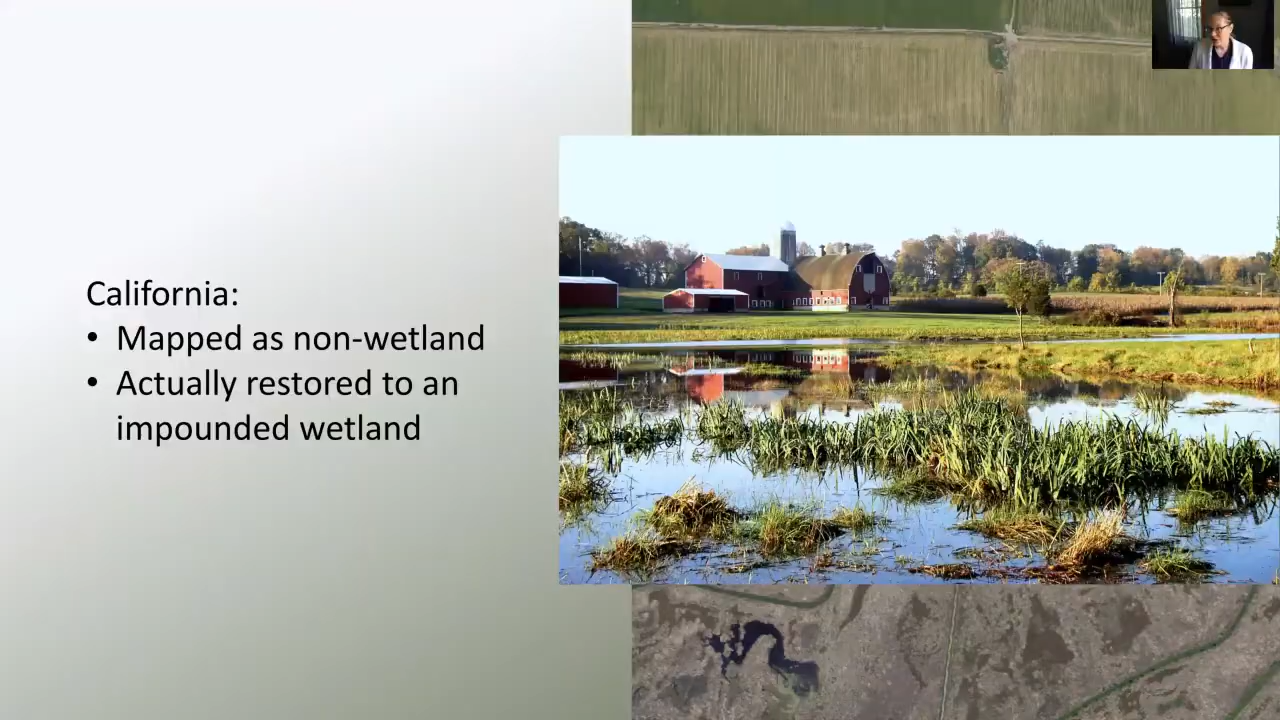 California:
• Mapped as non-wetland
• Actually restored to an
impounded wetland